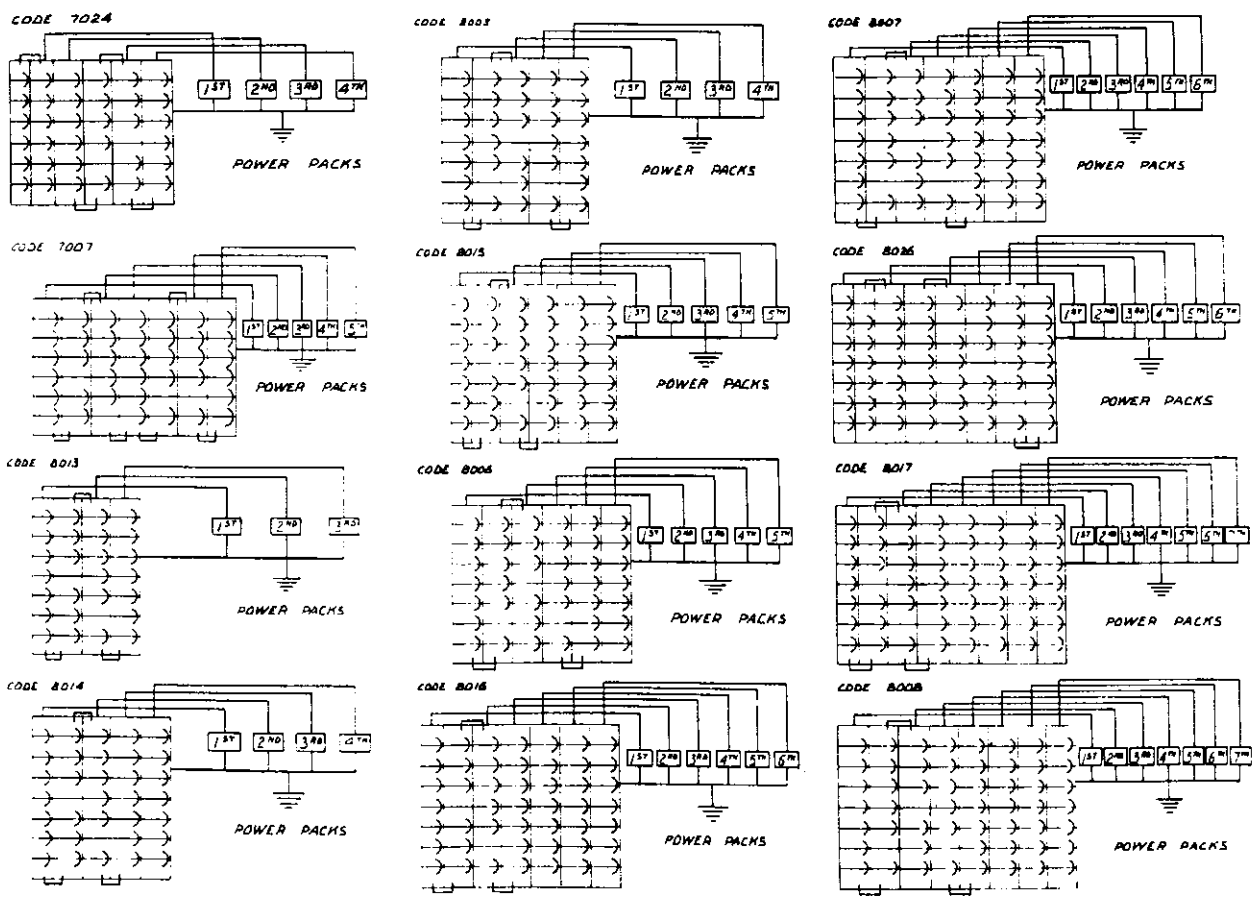 CODE 7024
1ST 2ND 3RD 4TH
POWER PACKS
CODE 8003
1ST 2ND 3RD 4TH
POWER PACKS
CODE 8007
1ST 2ND 3RD 4TH 5TH 6TH
POWER PACKS
CODE 7007
1ST 2ND 3RD 4TH 5TH
POWER PACKS
CODE 8015
1ST 2ND 3RD 4TH 5TH
POWER PACKS
CODE 8026
1ST 2ND 3RD 4TH 5TH 6TH
POWER PACKS
CODE 8013
1ST 2ND
POWER PACKS
CODE 8006
1ST 2ND 3RD 4TH 5TH
POWER PACKS
CODE 8017
1ST 2ND 3RD 4TH 5TH
POWER PACKS
CODE 8014
1ST 2ND 3RD 4TH
POWER PACKS
CODE 8016
1ST 2ND 3RD 4TH 5TH 6TH
POWER PACKS
CODE 8008
1ST 2ND 3RD 4TH 5TH 6TH 7TH
POWER PACKS